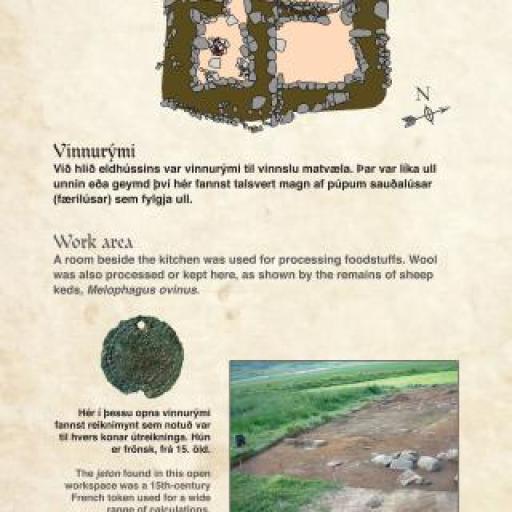 N
Vinnurými
Við hlið eldhússins var vinnurými til vinnslu matvæla. Þar var líka ull
unnin eða geymd því hér fannst talsvert magn af púpum sauðalúsar
(færilúsar) sem fylgja ull.
Work area
A room beside the kitchen was used for processing foodstuffs. Wool
was also processed or kept here, as shown by the remains of sheep
keds, Melophagus ovinus.
Hér í þessu opna vinnurými
fannst reiknimynt sem notuð var
til hvers konar útreiknings. Hún
er frönsk, frá 15. öld.
The jeton found in this open
workspace was a 15th-century
French token used for a wide
range of calculations.